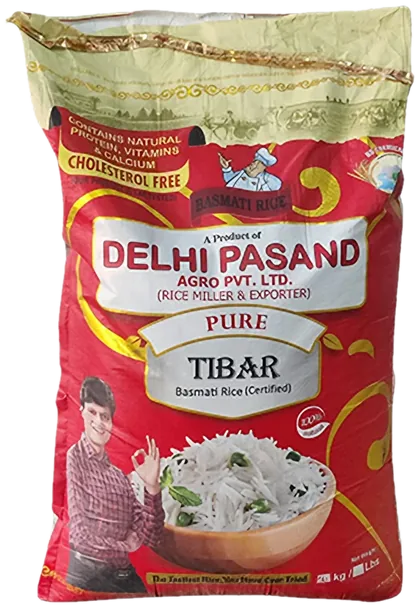 CONTAINS NATURAL
PROTEIN, VITAMINS
& CALCIUM
CHOLESTEROL FREE
BASMATI RICE
A Product of
DELHI PASAND
AGRO PVT. LTD.
(RICE MILLER & EXPORTER)
PURE
TIBAR
Basmati Rice (Certified)
100%
kg / Lbs
The Tastiest Rice You Have Ever Tried